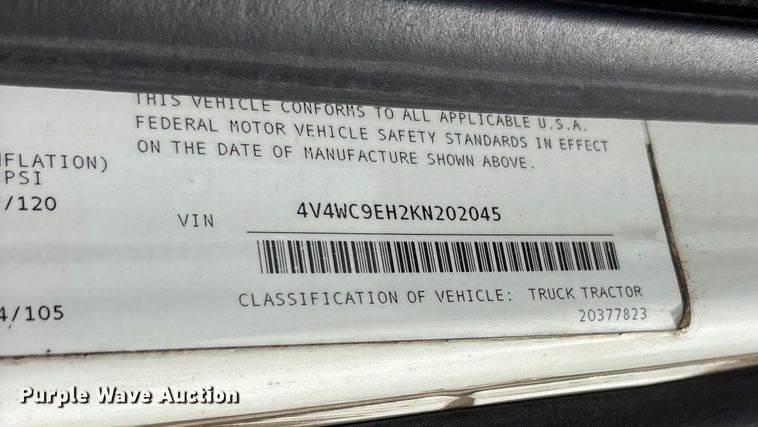 THIS VEHICLE CONFORMS TO ALL APPLICABLE U.S.A.
FEDERAL MOTOR VEHICLE SAFETY STANDARDS IN EFFECT
ON THE DATE OF MANUFACTURE SHOWN ABOVE.
NFLATION)
PSI
/120
VIN 4V4WC9EH2KN202045
4/105
CLASSIFICATION OF VEHICLE: TRUCK TRACTOR
20377823
Purple Wave Auction